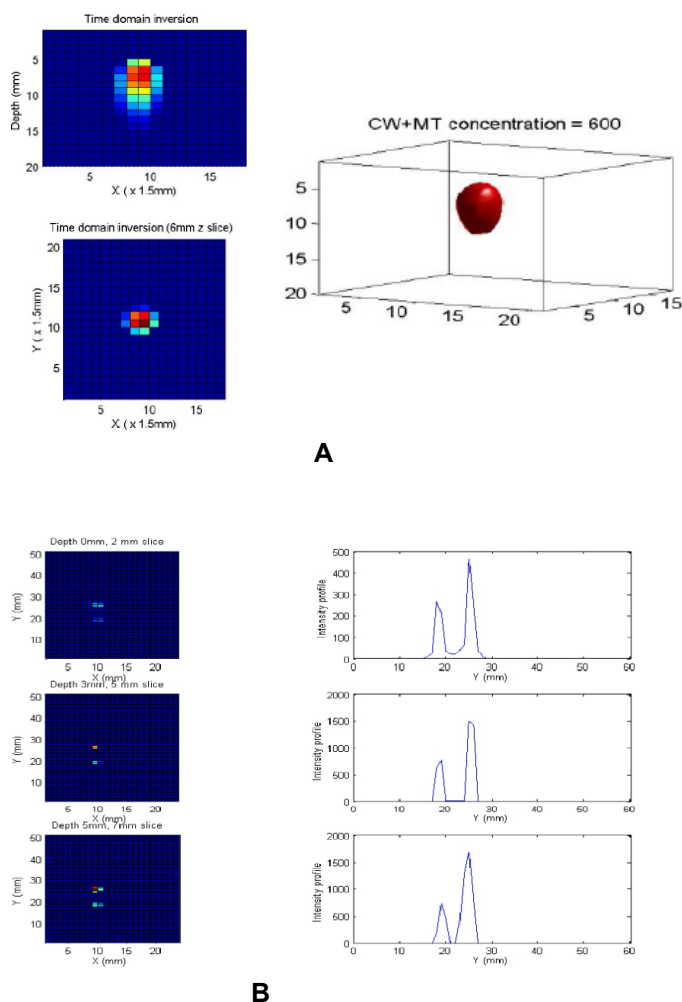 Time domain inversion
5
10
15
20
Depth (mm)
5 10 15
X ( x 1.5mm)
Time domain inversion (6mm z slice)
20
15
10
5
Y ( x 1.5mm)
5 10 15
X ( x 1.5mm)
CW+MT concentration = 600
5
10
15
20
5 10 15 20
5 10 15
A
Depth 0mm, 2 mm slice
50
40
30
20
10
Y (mm)
5 10 15 20
500
400
300
200
100
0
Intensity profile
0 10 20 30 40 50 60
Y (mm)
Depth 3mm, 5 mm slice
50
40
30
20
10
Y (mm)
5 10 15 20
X (mm)
2000
1500
1000
500
0
Intensity profile
0 10 20 30 40 50 60
Y (mm)
Depth 5mm, 7mm slice
50
40
30
20
10
Y (mm)
5 10 15 20
X (mm)
2000
1500
1000
500
0
Intensity profile
0 10 20 30 40 50 60
Y (mm)
B